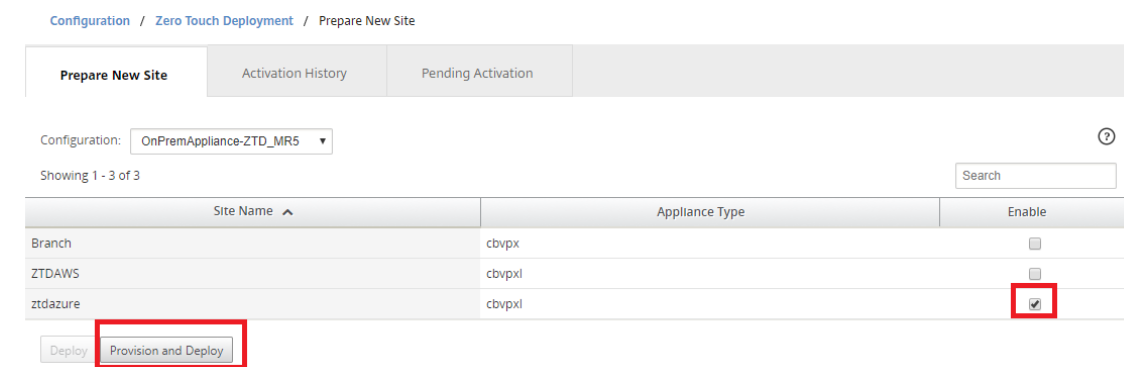 Configuration / Zero Touch Deployment / Prepare New Site
Prepare New Site Activation History Pending Activation
Configuration: OnPremAppliance-ZTD_MR5
?
Showing 1 - 3 of 3
Search
Site Name Appliance Type Enable
Branch cbvpx
ZTDAWS cbvpxl
ztdazure cbvpxl
Deploy Provision and Deploy